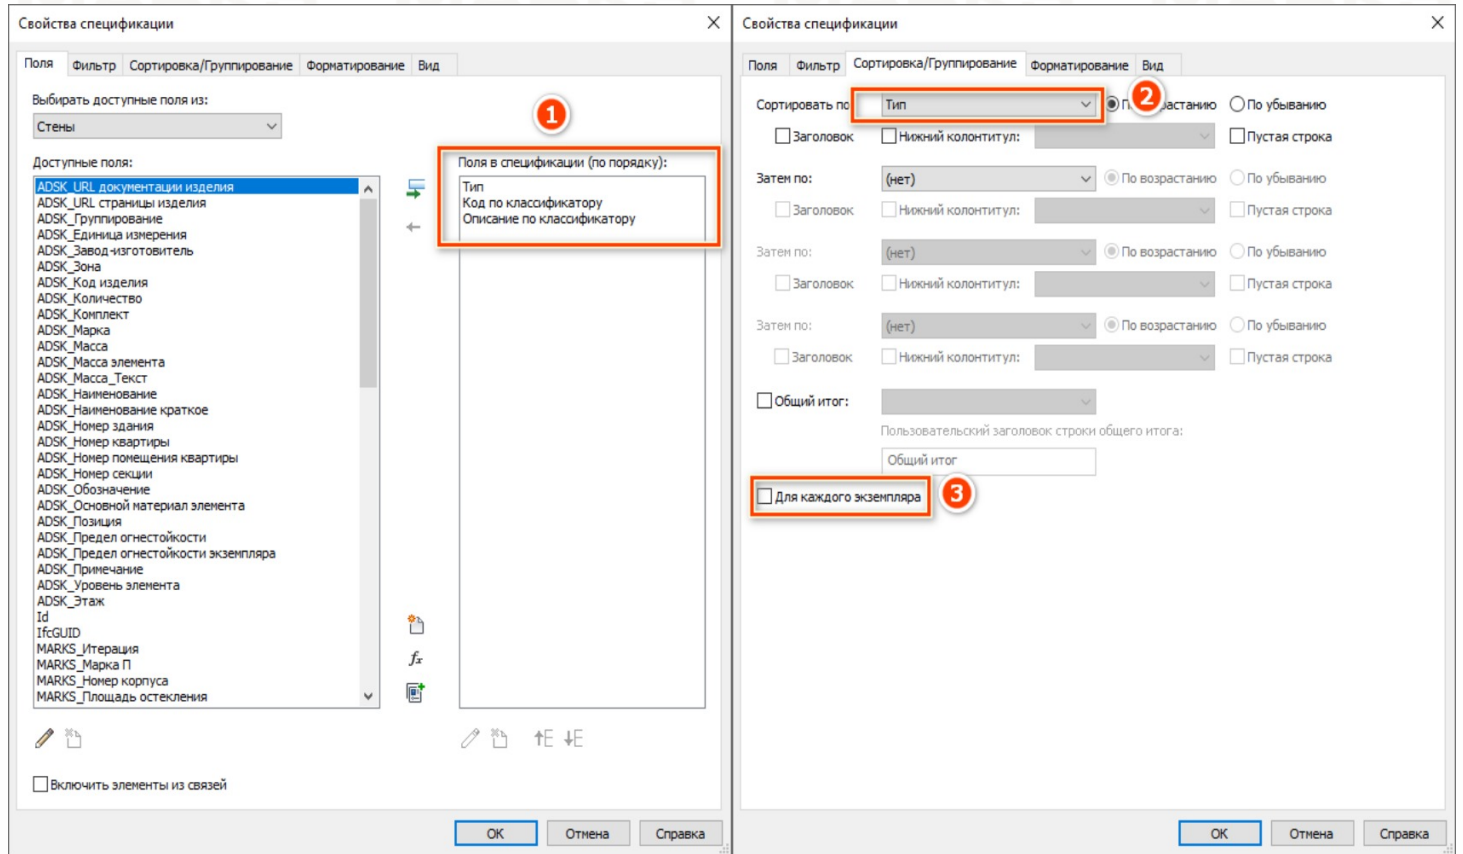 Свойства спецификации
Поля Фильтр Сортировка/Группирование Форматирование Вид
Выбирать доступные поля из:
Стены
1
Доступные поля:
ADSK_URL документации изделия
ADSK_URL страницы изделия
ADSK_Группирование
ADSK_Единица измерения
ADSK_Завод-изготовитель
ADSK_Зона
ADSK_Код изделия
ADSK_Количество
ADSK_Комплект
ADSK_Марка
ADSK_Масса
ADSK_Масса элемента
ADSK_Масса_Текст
ADSK_Наименование
ADSK_Наименование краткое
ADSK_Номер здания
ADSK_Номер квартиры
ADSK_Номер помещения квартиры
ADSK_Номер секции
ADSK_Обозначение
ADSK_Основной материал элемента
ADSK_Позиция
ADSK_Предел огнестойкости
ADSK_Предел огнестойкости экземпляра
ADSK_Примечание
ADSK_Уровень элемента
ADSK_Этаж
Id
IfcGUID
MARKS_Итерация
MARKS_Марка П
MARKS_Номер корпуса
MARKS_Площадь остекления
fx
Поля в спецификации (по порядку):
Тип
Код по классификатору
Описание по классификатору
Включить элементы из связей
ОК Отмена Справка
Свойства спецификации
Поля Фильтр Сортировка/Группирование Форматирование Вид
2
Сортировать по Тип По возрастанию По убыванию
Заголовок Нижний колонтитул: Пустая строка
Затем по: (нет) По возрастанию По убыванию
Заголовок Нижний колонтитул: Пустая строка
Затем по: (нет) По возрастанию По убыванию
Заголовок Нижний колонтитул: Пустая строка
Затем по: (нет) По возрастанию По убыванию
Заголовок Нижний колонтитул: Пустая строка
Общий итог:
Пользовательский заголовок строки общего итога:
Общий итог
Для каждого экземпляра 3
ОК Отмена Справка